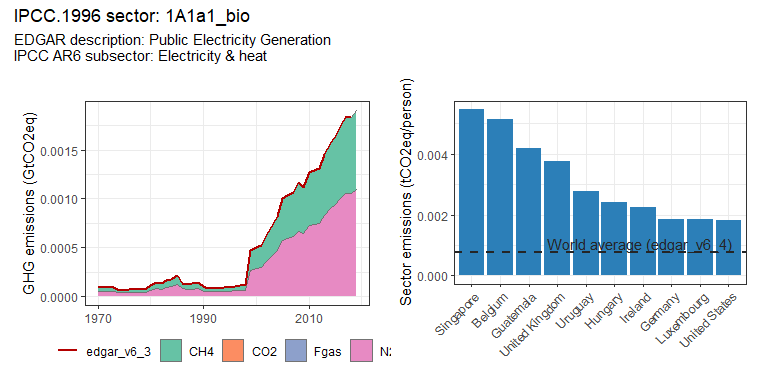 IPCC.1996 sector: 1A1a1_bio
EDGAR description: Public Electricity Generation
IPCC AR6 subsector: Electricity & heat
GHG emissions (GtCO2eq)
0.0015
0.0010
0.0005
0.0000
1970
1990
2010
edgar_v6_3
CH4
CO2
Fgas
N2
Sector emissions (tCO2eq/person)
0.004
0.002
0.000
World average (edgar_v6_4)
Singapore
Belgium
Guatemala
United Kingdom
Uruguay
Hungary
Ireland
Germany
Luxembourg
United States